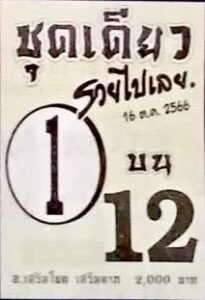 ชุดเดียว
รวยไปเลย.
16 ต.ค. 2566
1 บน
12
อ.เสริมโชค เสริมลาภ 2,000 บาท